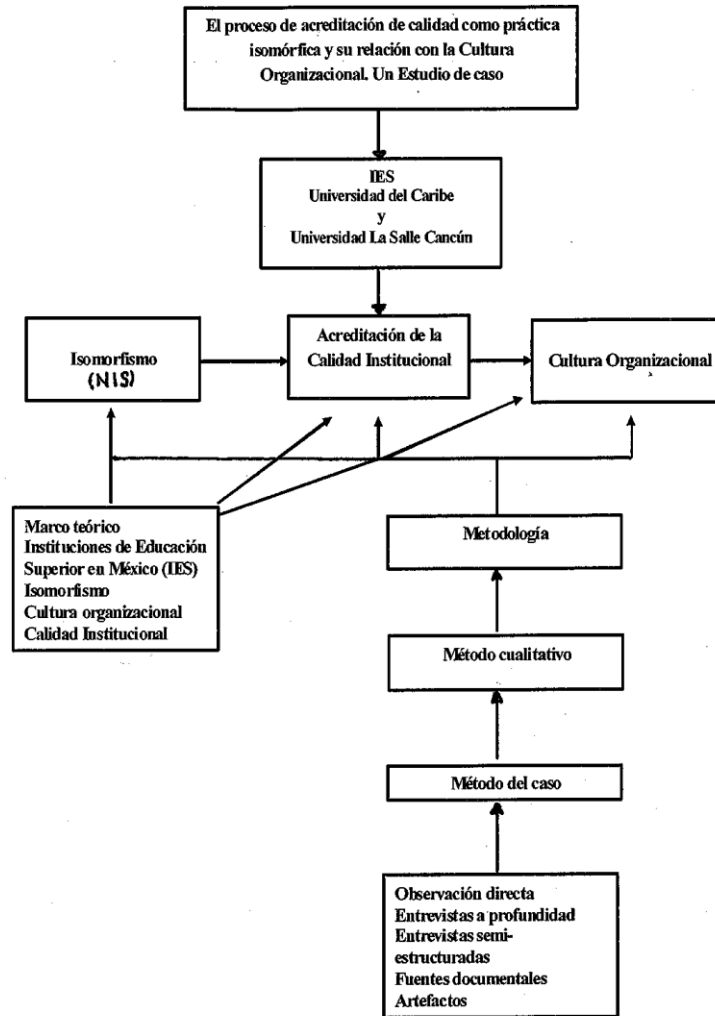 El proceso de acreditación de calidad como práctica
isomórfica y su relación con la Cultura
Organizacional. Un Estudio de caso
IES
Universidad del Caribe
y
Universidad La Salle Cancún
Isomorfismo
(NIS)
Acreditación de la
Calidad Institucional
Cultura Organizacional
Marco teórico
Instituciones de Educación
Superior en México (IES)
Isomorfismo
Cultura organizacional
Calidad Institucional
Metodología
Método cualitativo
Método del caso
Observación directa
Entrevistas a profundidad
Entrevistas semi-
estructuradas
Fuentes documentales
Artefactos